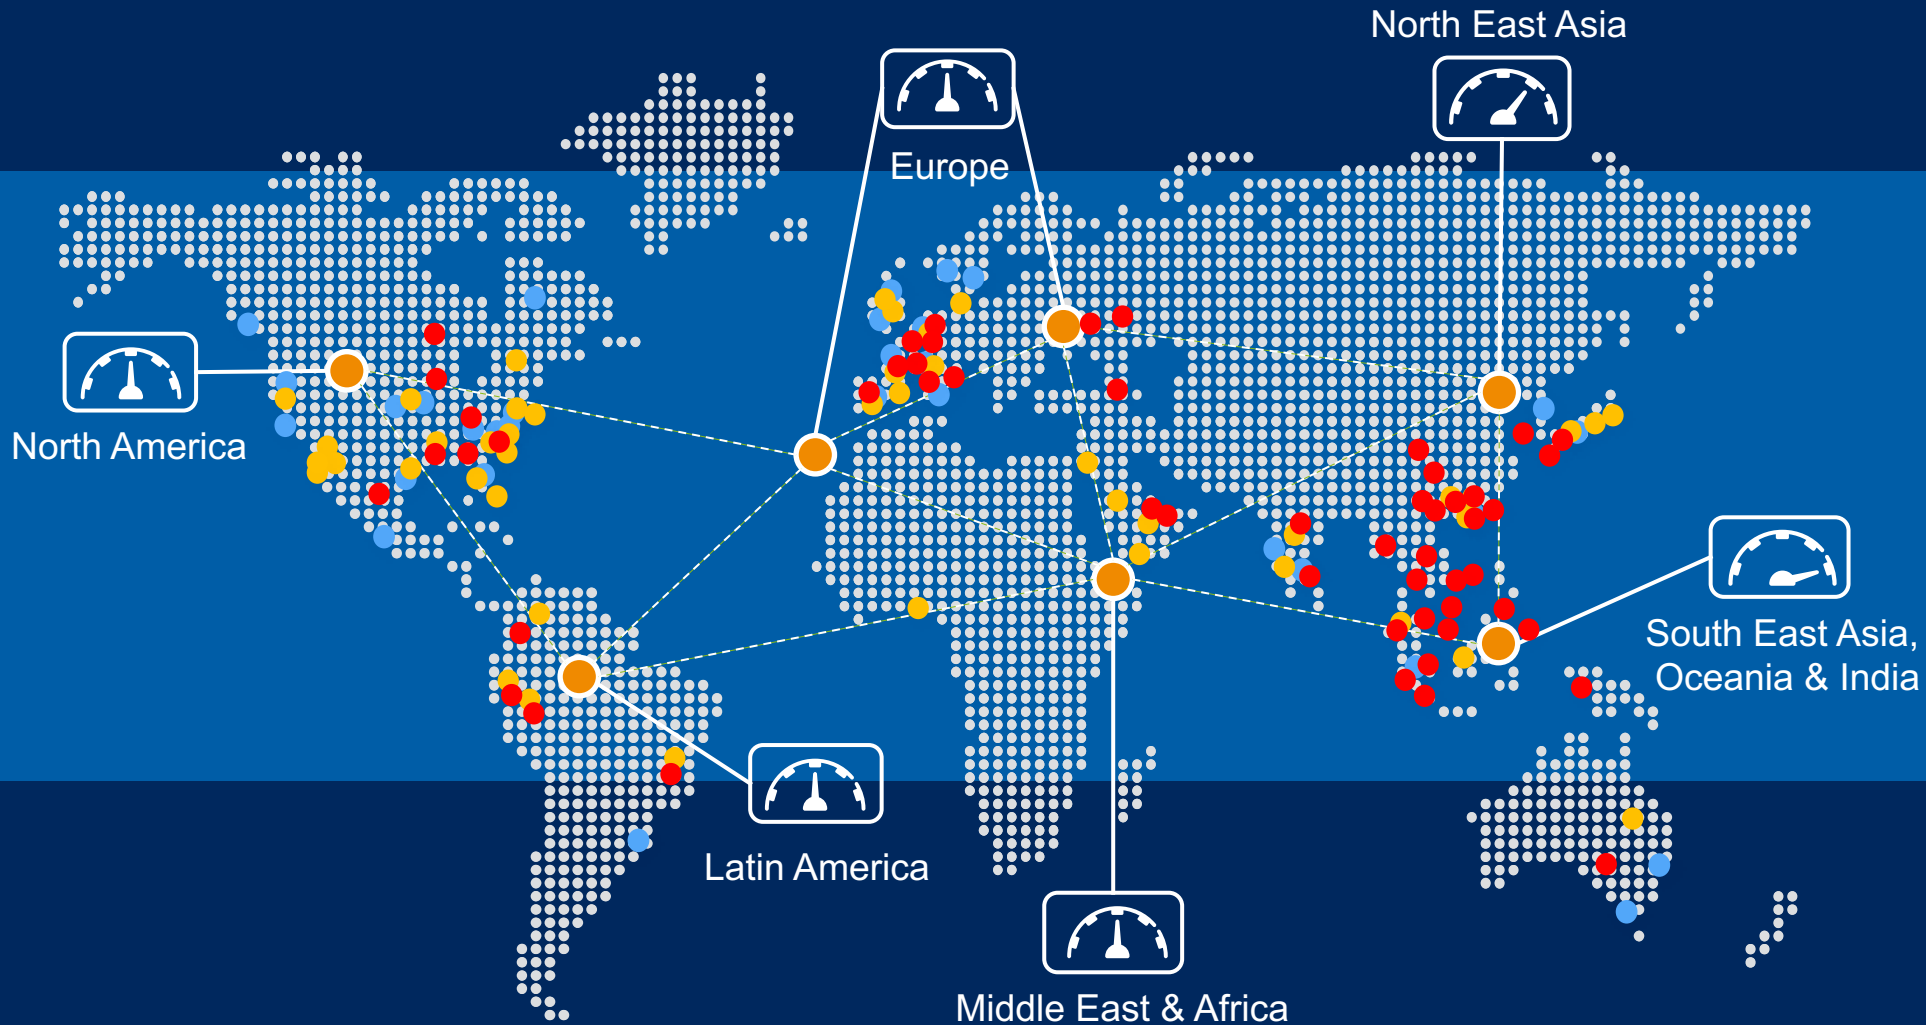 North East Asia
Europe
North America
South East Asia,
Oceania & India
Latin America
Middle East & Africa